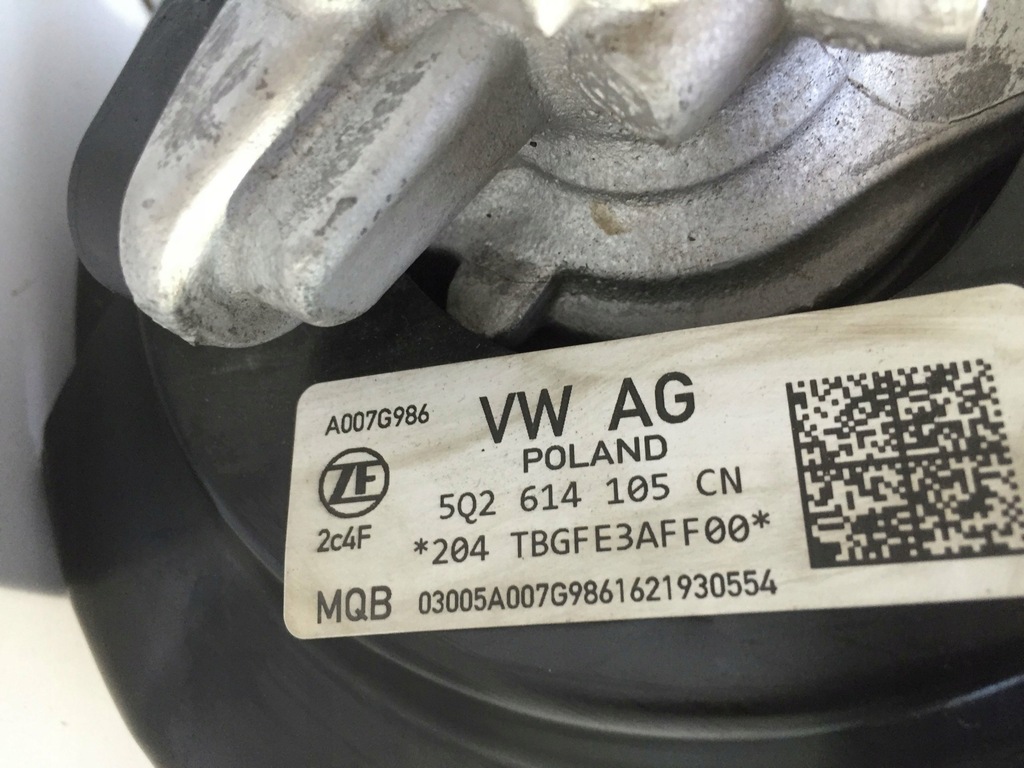 A007G986
VW AG
POLAND
ZF
5Q2 614 105 CN
2c4F
*204 TBGFE3AFF00*
MQB 03005A007G9861621930554